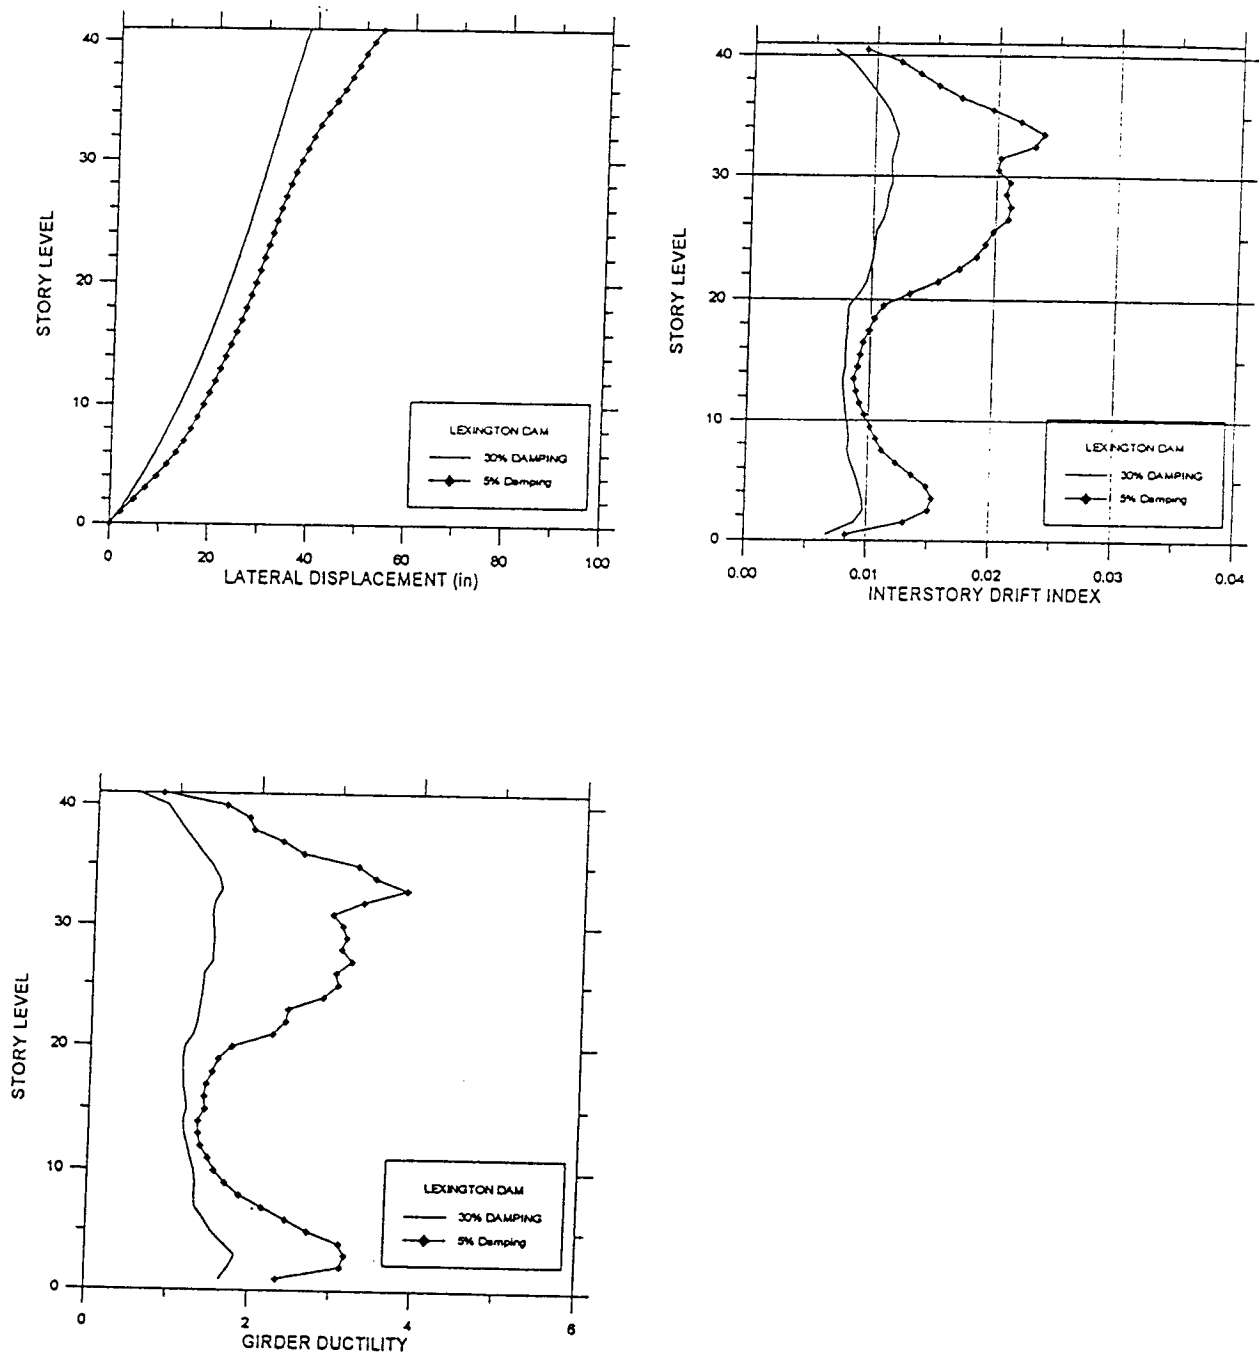 40
30
20
10
0
STORY LEVEL
LEXINGTON DAM
30% DAMPING
5% Damping
0 20 40 60 80 100
LATERAL DISPLACEMENT (in)
40
30
20
10
0
STORY LEVEL
LEXINGTON DAM
30% DAMPING
5% Damping
0.00 0.01 0.02 0.03 0.04
INTERSTORY DRIFT INDEX
40
30
20
10
0
STORY LEVEL
LEXINGTON DAM
30% DAMPING
5% Damping
0 2 4 6
GIRDER DUCTILITY